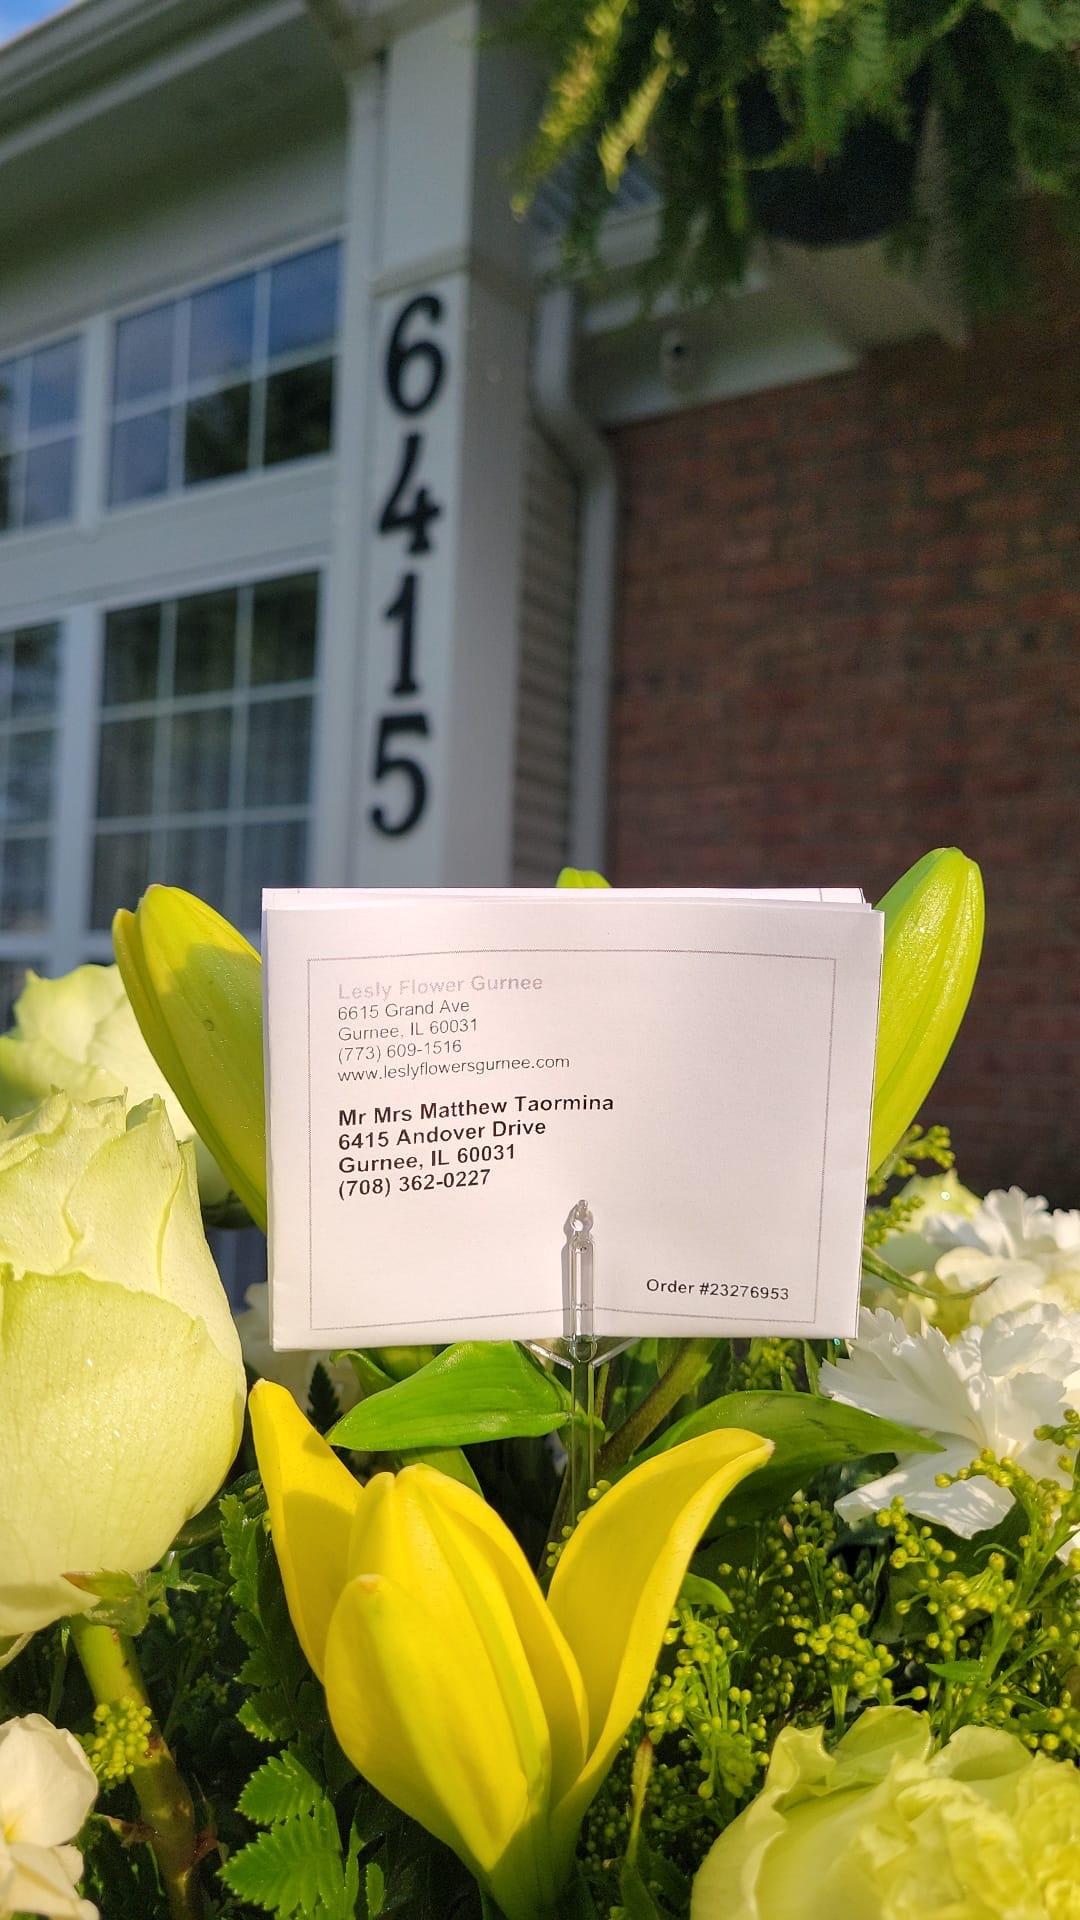 6415
Lesly Flower Gurnee
6615 Grand Ave
Gurnee, IL 60031
(773) 609-1516
www.leslyflowersgurnee.com
Mr Mrs Matthew Taormina
6415 Andover Drive
Gurnee, IL 60031
(708) 362-0227
Order #23276953